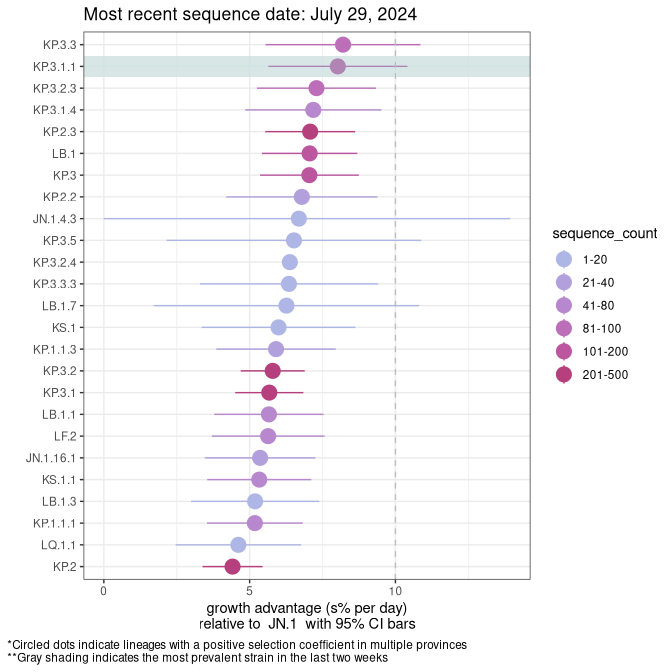 Most recent sequence date: July 29, 2024
KP.3.3
KP.3.1.1
KP.3.2.3
KP.3.1.4
KP.2.3
LB.1
KP.3
KP.2.2
JN.1.4.3
KP.3.5
KP.3.2.4
KP.3.3.3
LB.1.7
KS.1
KP.1.1.3
KP.3.2
KP.3.1
LB.1.1
LF.2
JN.1.16.1
KS.1.1
LB.1.3
KP.1.1.1
LQ.1.1
KP.2
0 5 10
growth advantage (s% per day)
relative to JN.1 with 95% CI bars
sequence_count
1-20
21-40
41-80
81-100
101-200
201-500
*Circled dots indicate lineages with a positive selection coefficient in multiple provinces
**Gray shading indicates the most prevalent strain in the last two weeks